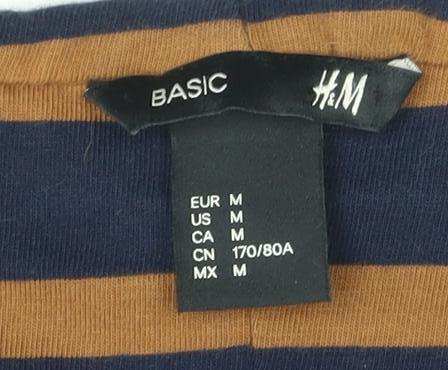 BASIC H&M
EUR M
US M
CA M
CN 170/80A
MX M